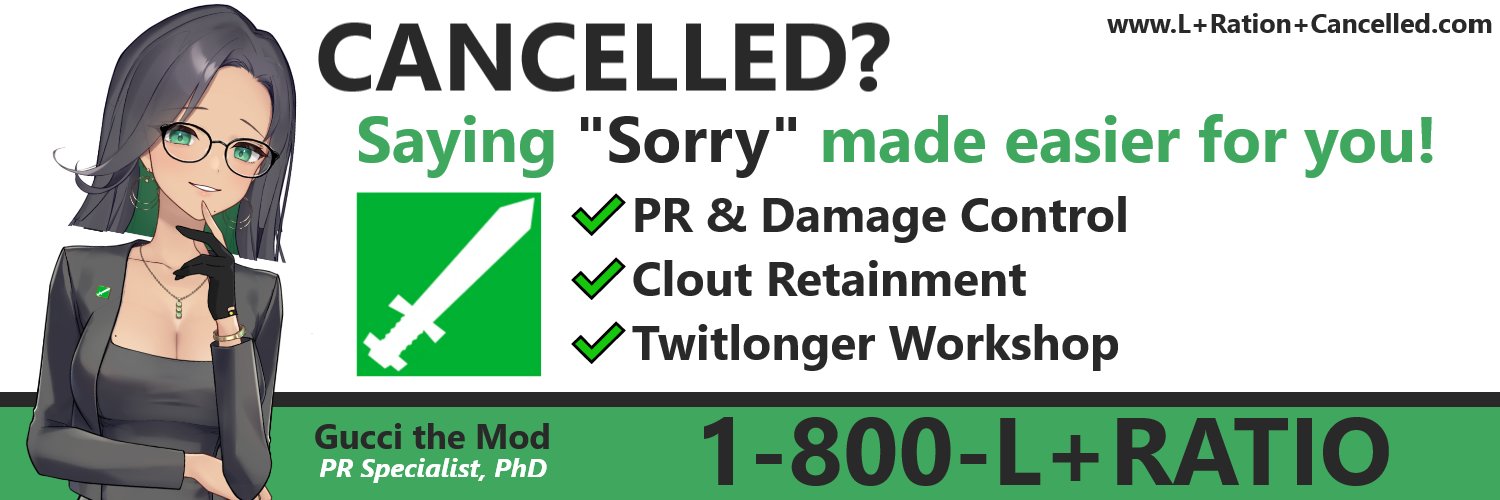 www.L+Ration+Cancelled.com
CANCELLED?
Saying "Sorry" made easier for you!
PR & Damage Control
Clout Retainment
Twitlonger Workshop
Gucci the Mod
PR Specialist, PhD
1-800-L+RATIO